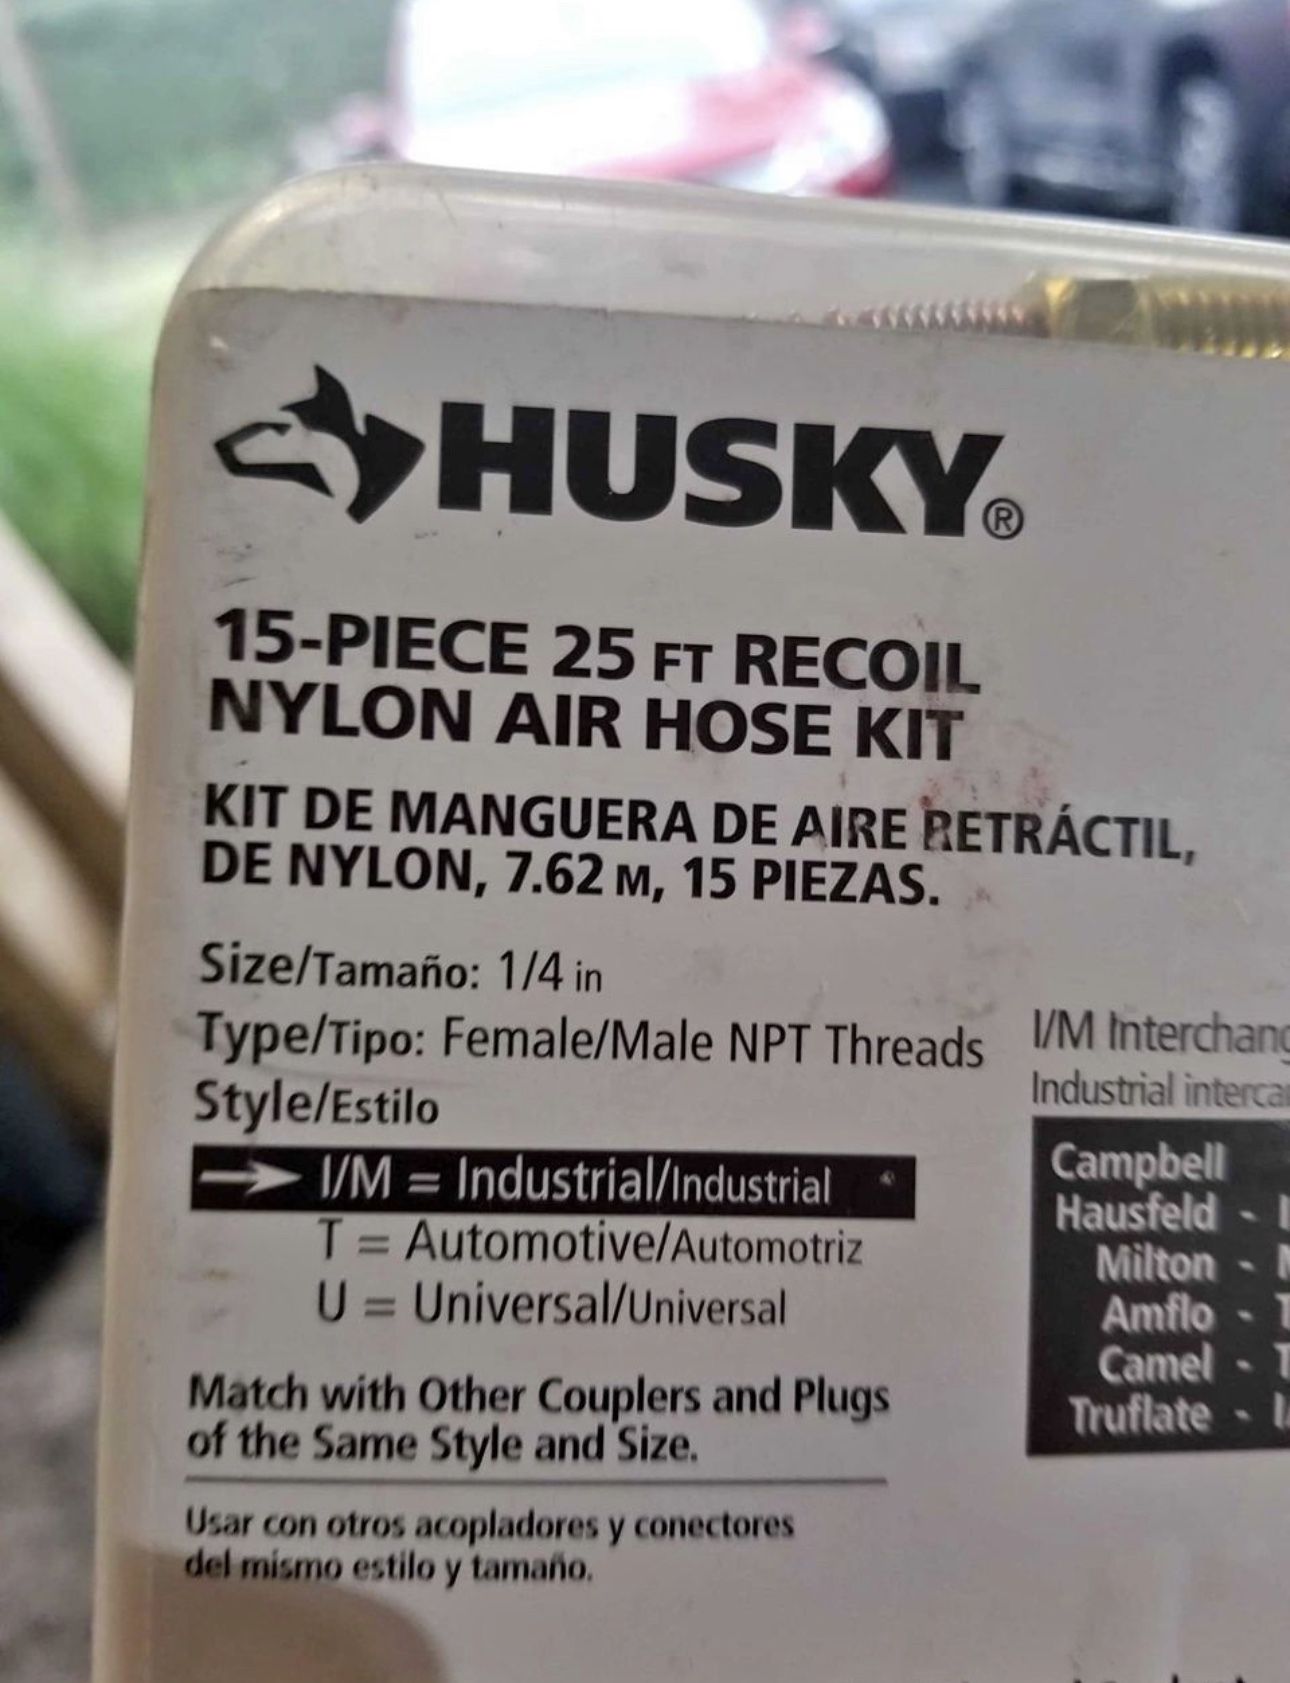 HUSKY®
15-PIECE 25 FT RECOIL
NYLON AIR HOSE KIT
KIT DE MANGUERA DE AIRE RETRÁCTIL,
DE NYLON, 7.62 M, 15 PIEZAS.
Size/Tamaño: 1/4 in
Type/Tipo: Female/Male NPT Threads
Style/Estilo
→ I/M = Industrial/Industrial
T = Automotive/Automotriz
U = Universal/Universal
Match with Other Couplers and Plugs
of the Same Style and Size.
Usar con otros acopladores y conectores
del mismo estilo y tamaño.
I/M
Industrial
Campbell
Hausfeld -
Milton -
Amflo -
Camel -
Truflate -